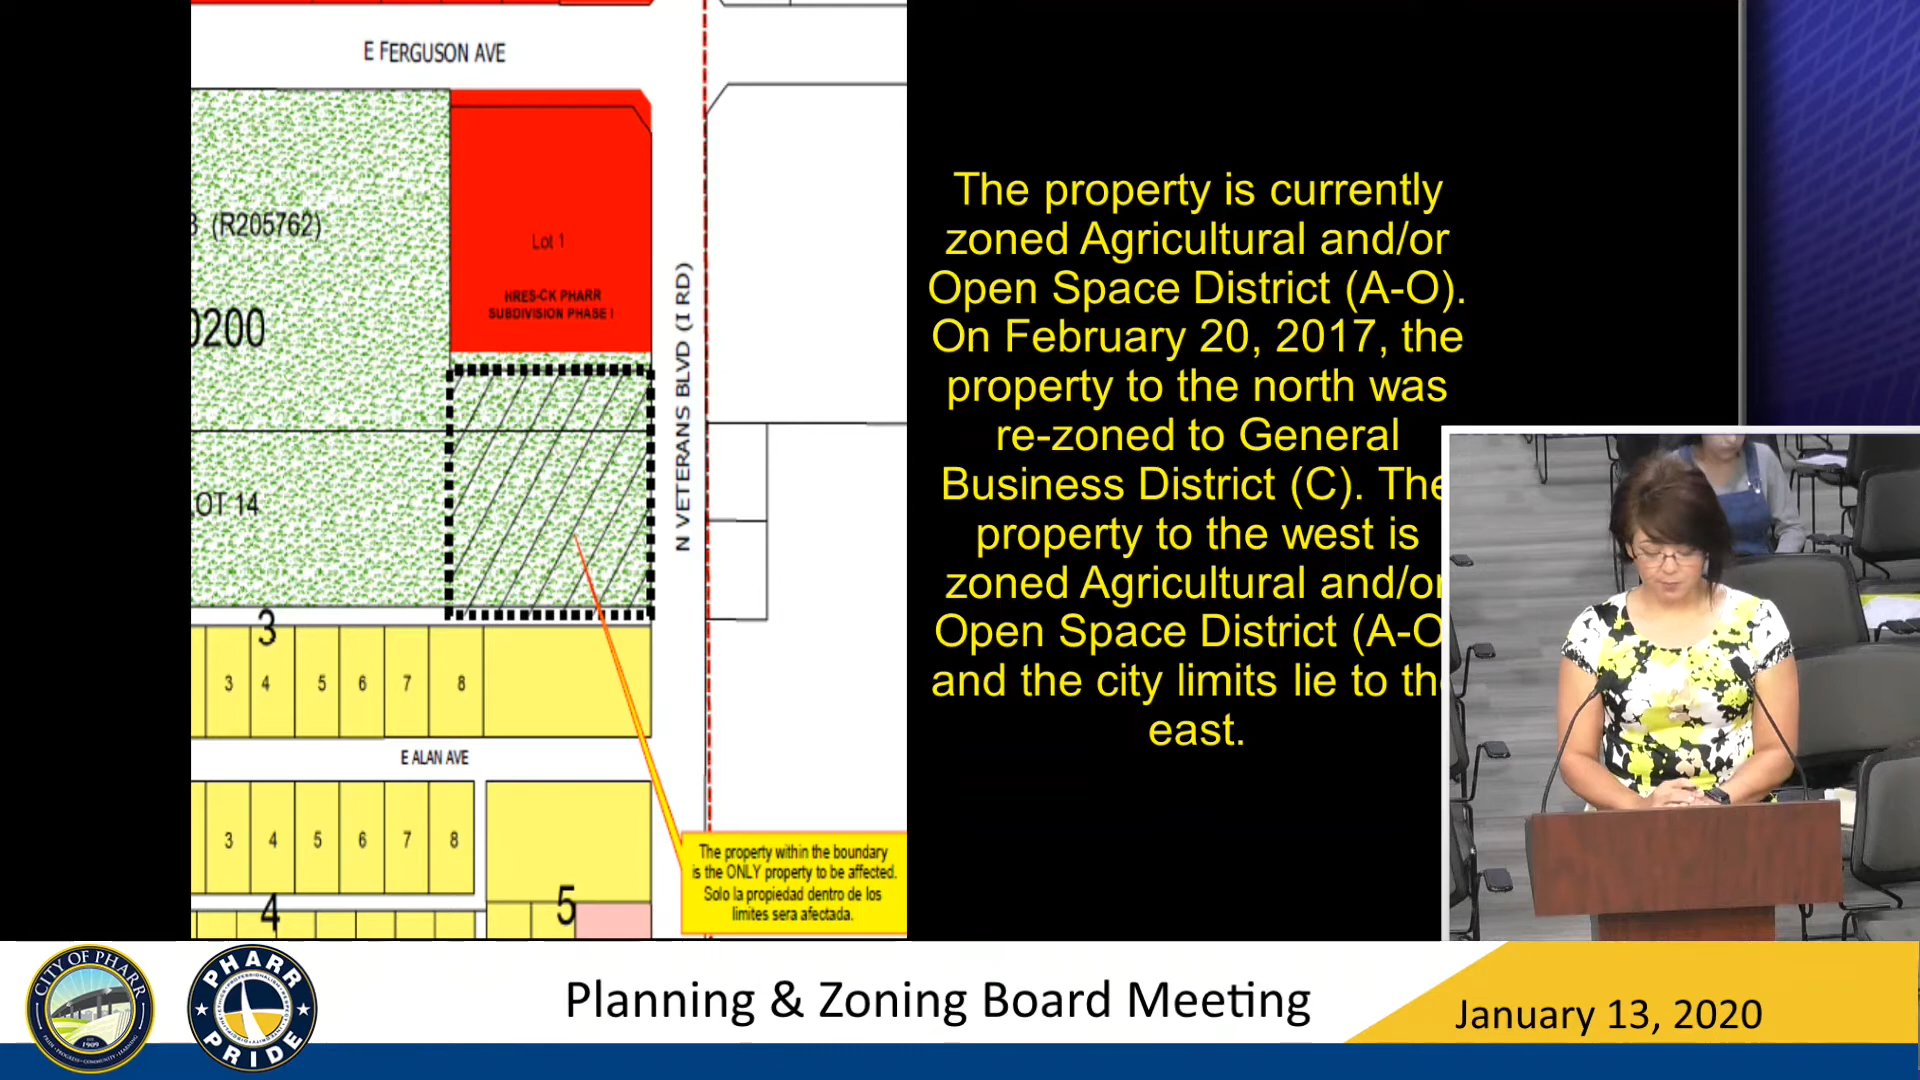 E FERGUSON AVE
(R205762)
Lot 1
HRES-CK PHARR
SUBDIVISION PHASE I
0200
N VETERANS BLVD (I RD)
LOT 14
3
3 4 5 6 7 8
E ALAN AVE
3 4 5 6 7 8
4
5
The property within the boundary
is the ONLY property to be affected.
Solo la propiedad dentro de los
limites sera afectada.
The property is currently
zoned Agricultural and/or
Open Space District (A-O).
On February 20, 2017, the
property to the north was
re-zoned to General
Business District (C). The
property to the west is
zoned Agricultural and/or
Open Space District (A-O
and the city limits lie to the
east.
CITY OF PHARR
1909
PHARR
PRIDE
Planning & Zoning Board Meeting
January 13, 2020